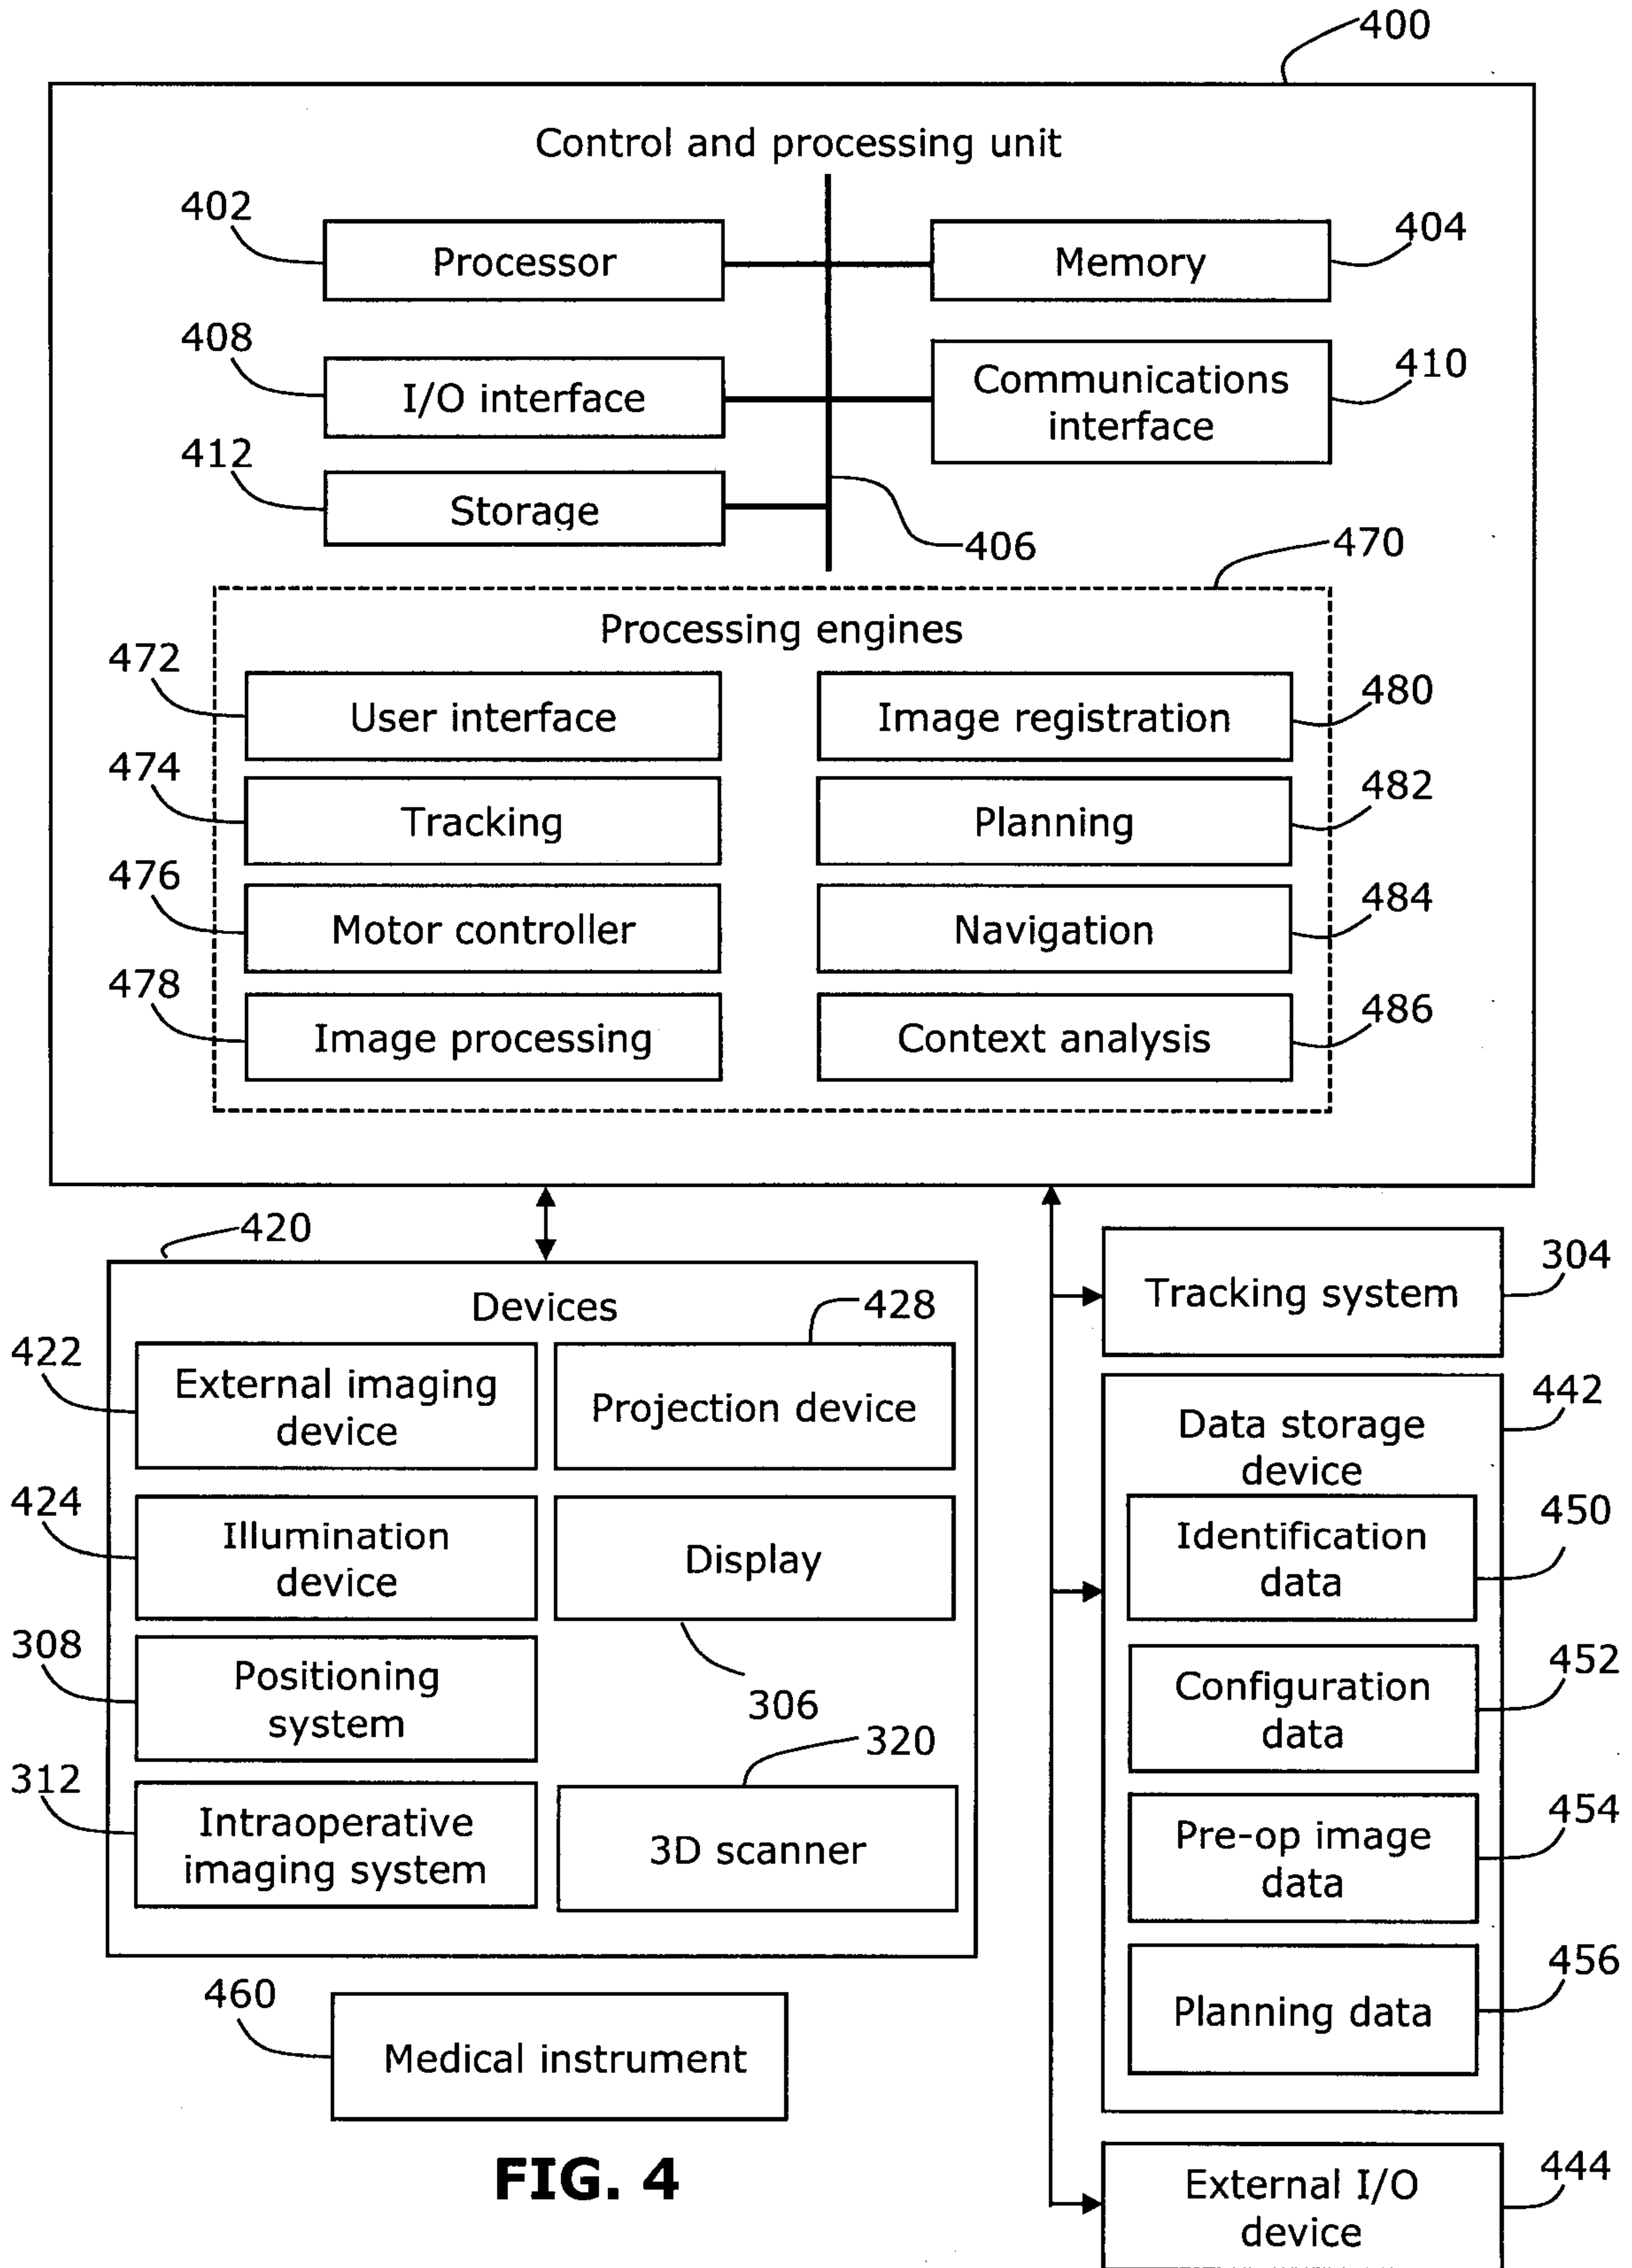 400
Control and processing unit
402
Processor
Memory
404
408
I/O interface
Communications
interface
410
412
Storage
406
470
Processing engines
472
User interface
Image registration
480
474
Tracking
Planning
482
476
Motor controller
Navigation
484
478
Image processing
Context analysis
486
420
Devices
422
External imaging
device
428
Projection device
424
Illumination
device
Display
306
308
Positioning
system
312
Intraoperative
imaging system
320
3D scanner
460
Medical instrument
Tracking system
304
Data storage
device
442
Identification
data
450
Configuration
data
452
Pre-op image
data
454
Planning data
456
External I/O
device
444
FIG. 4